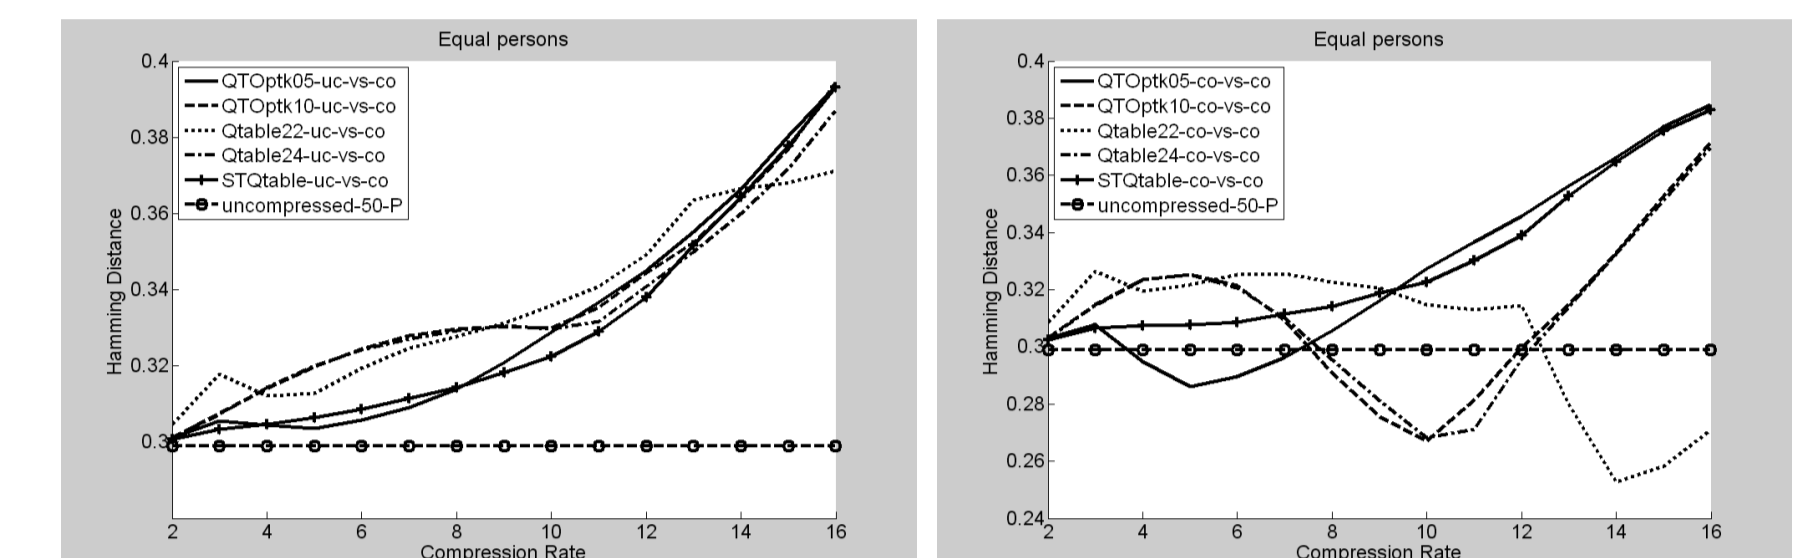 Equal persons
0.4
0.38
0.36
0.34
0.32
0.3
Hamming Distance
QTOptk05-uc-vs-co
QTOptk10-uc-vs-co
Qtable22-uc-vs-co
Qtable24-uc-vs-co
STQtable-uc-vs-co
uncompressed-50-P
2 4 6 8 10 12 14 16
Compression Rate
Equal persons
0.4
0.38
0.36
0.34
0.32
0.3
0.28
0.26
0.24
Hamming Distance
QTOptk05-co-vs-co
QTOptk10-co-vs-co
Qtable22-co-vs-co
Qtable24-co-vs-co
STQtable-co-vs-co
uncompressed-50-P
2 4 6 8 10 12 14 16
Compression Rate